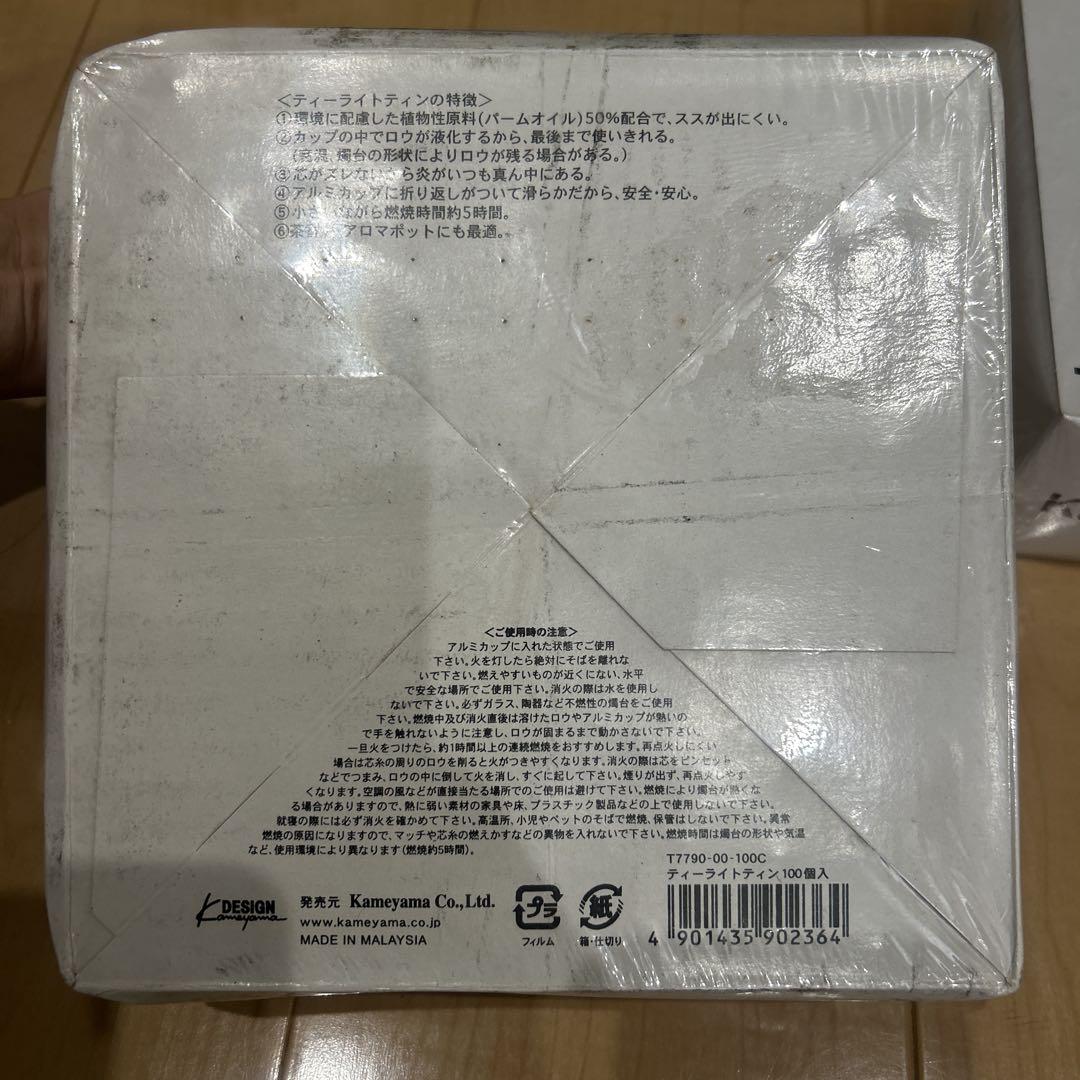 <ティーライトティンの特徴>
①環境に配慮した植物性原料(パームオイル)50%配合で、ススが出にくい。
②カップの中でロウが液化するから、最後まで使いきれる。
(室温、燭台の形状によりロウが残る場合がある。)
③芯がズレないから炎がいつも真ん中にある。
④アルミカップに折り返しがついて滑らかだから、安全・安心。
⑤小さいながら燃焼時間約5時間。
⑥茶 アロマポットにも最適。
<ご使用時の注意>
アルミカップに入れた状態でご使用
下さい。火を灯したら絶対にそばを離れな
いで下さい。燃えやすいものが近くにない、水平
で安全な場所でご使用下さい。消火の際は水を使用し
ないで下さい。必ずガラス、陶器など不燃性の燭台をご使用
下さい。燃焼中及び消火直後は溶けたロウやアルミカップが熱いの
で手を触れないように注意し、ロウが固まるまで動かさないで下さい。
一旦火をつけたら、約1時間以上の連続燃焼をおすすめします。再点火しにくい
場合は芯糸の周りのロウを削ると火がつきやすくなります。消火の際は芯をピンセット
などでつまみ、ロウの中に倒して火を消し、すぐに起して下さい。煙りが出ず、再点火しやす
くなります。空調の風などが直接当たる場所でのご使用は避けて下さい。燃焼により燭台が熱くな
る場合がありますので、熱に弱い素材の家具や床、プラスチック製品などの上で使用しないで下さい。
就寝の際には必ず消火を確かめて下さい。高温所、小児やペットのそばで燃焼、保管はしないで下さい。異常
燃焼の原因になりますので、マッチや芯糸の燃えかすなどの異物を入れないで下さい。燃焼時間は燭台の形状や気温
など、使用環境により異なります(燃焼約5時間)。
T7790-00-100C
ティーライトティン 100個入
DESIGN
Kameyama
発売元 Kameyama Co.,Ltd.
www.kameyama.co.jp
MADE IN MALAYSIA
プラ
フィルム
紙
箱・仕切り
4 901435 902364